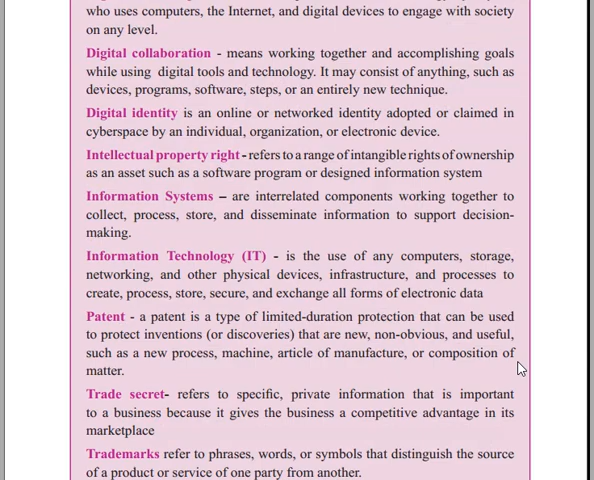 who uses computers, the Internet, and digital devices to engage with society
on any level.
Digital collaboration - means working together and accomplishing goals
while using digital tools and technology. It may consist of anything, such as
devices, programs, software, steps, or an entirely new technique.
Digital identity is an online or networked identity adopted or claimed in
cyberspace by an individual, organization, or electronic device.
Intellectual property right - refers to a range of intangible rights of ownership
as an asset such as a software program or designed information system
Information Systems – are interrelated components working together to
collect, process, store, and disseminate information to support decision-
making.
Information Technology (IT) - is the use of any computers, storage,
networking, and other physical devices, infrastructure, and processes to
create, process, store, secure, and exchange all forms of electronic data
Patent - a patent is a type of limited-duration protection that can be used
to protect inventions (or discoveries) that are new, non-obvious, and useful,
such as a new process, machine, article of manufacture, or composition of
matter.
Trade secret- refers to specific, private information that is important
to a business because it gives the business a competitive advantage in its
marketplace
Trademarks refer to phrases, words, or symbols that distinguish the source
of a product or service of one party from another.